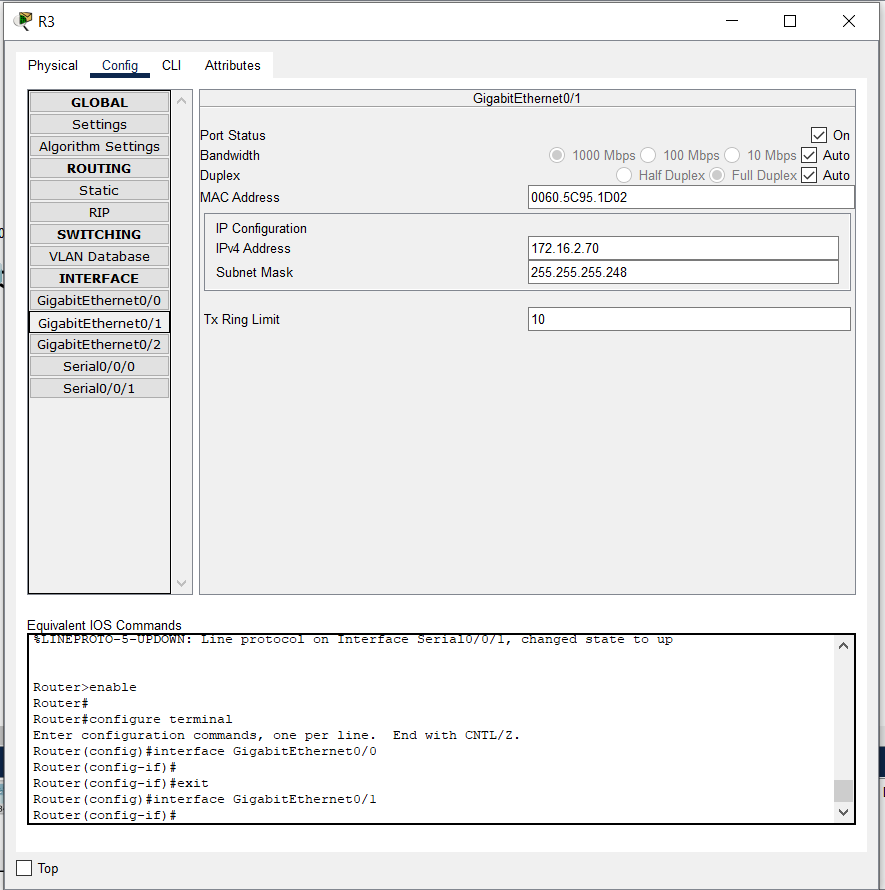 R3
Physical Config CLI Attributes
GLOBAL
Settings
Algorithm Settings
ROUTING
Static
RIP
SWITCHING
VLAN Database
INTERFACE
GigabitEthernet0/0
GigabitEthernet0/1
GigabitEthernet0/2
Serial0/0/0
Serial0/0/1
GigabitEthernet0/1
Port Status On
Bandwidth 1000 Mbps 100 Mbps 10 Mbps Auto
Duplex Half Duplex Full Duplex Auto
MAC Address 0060.5C95.1D02
IP Configuration
IPv4 Address 172.16.2.70
Subnet Mask 255.255.255.248
Tx Ring Limit 10
Equivalent IOS Commands
%LINEPROTO-5-UPDOWN: Line protocol on Interface Serial0/0/1, changed state to up
Router>enable
Router#
Router#configure terminal
Enter configuration commands, one per line.  End with CNTL/Z.
Router(config)#interface GigabitEthernet0/0
Router(config-if)#
Router(config-if)#exit
Router(config)#interface GigabitEthernet0/1
Router(config-if)#
Top